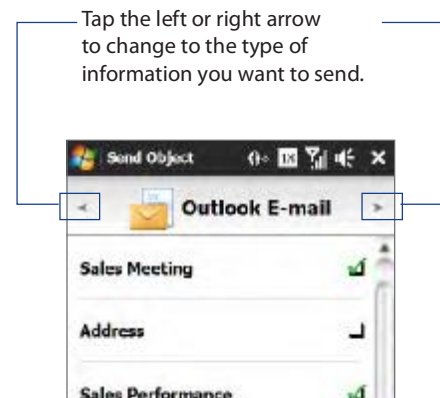 Tap the left or right arrow
to change to the type of
information you want to send.
Send Object
Outlook E-mail
Sales Meeting
Address
Sales Performance